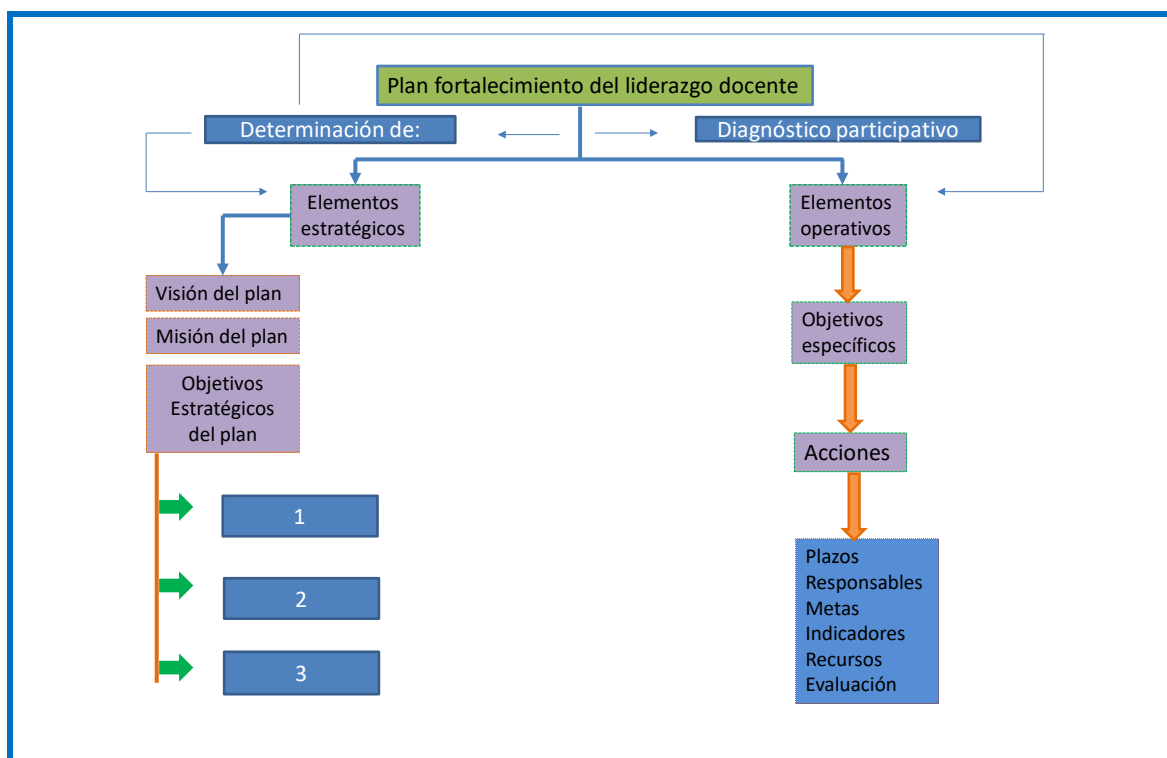 Plan fortalecimiento del liderazgo docente
Determinación de:
Diagnóstico participativo
Elementos
estratégicos
Elementos
operativos
Visión del plan
Misión del plan
Objetivos
Estratégicos
del plan
1
2
3
Objetivos
específicos
Acciones
Plazos
Responsables
Metas
Indicadores
Recursos
Evaluación